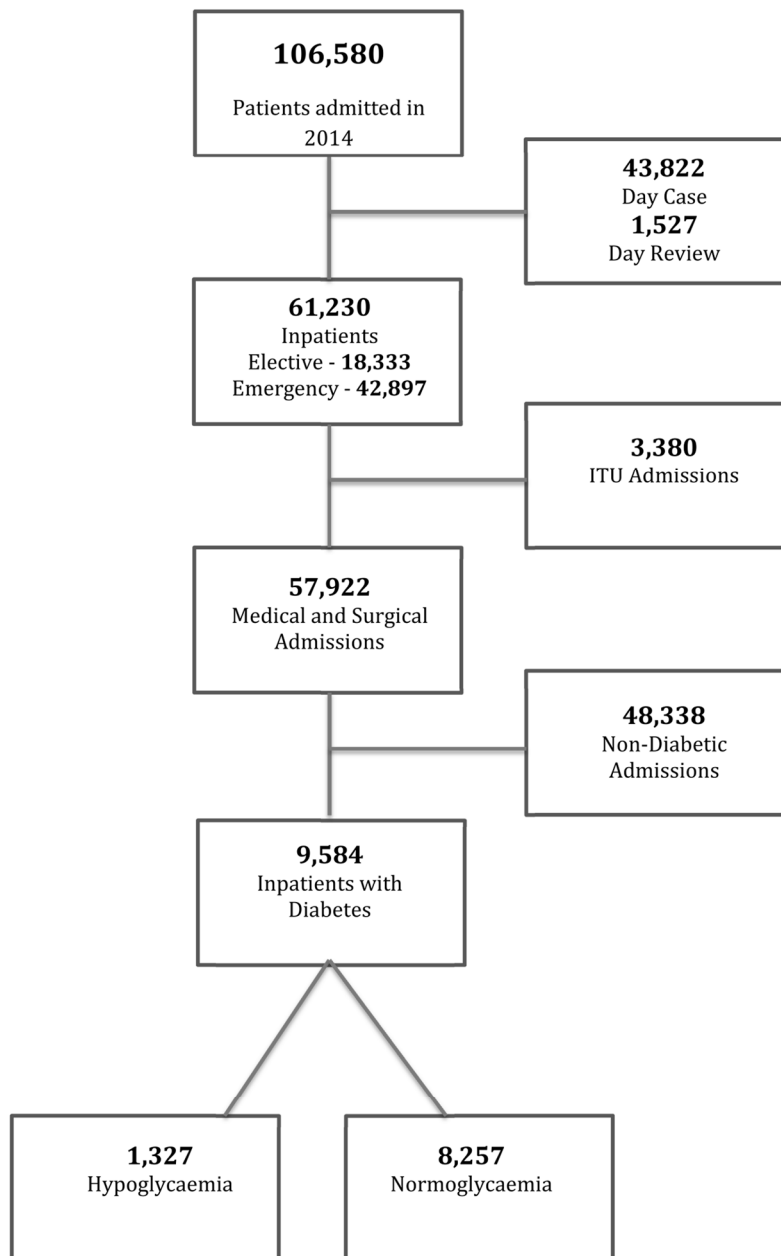 106,580
Patients admitted in
2014
43,822
Day Case
1,527
Day Review
61,230
Inpatients
Elective - 18,333
Emergency - 42,897
3,380
ITU Admissions
57,922
Medical and Surgical
Admissions
48,338
Non-Diabetic
Admissions
9,584
Inpatients with
Diabetes
1,327
Hypoglycaemia
8,257
Normoglycaemia